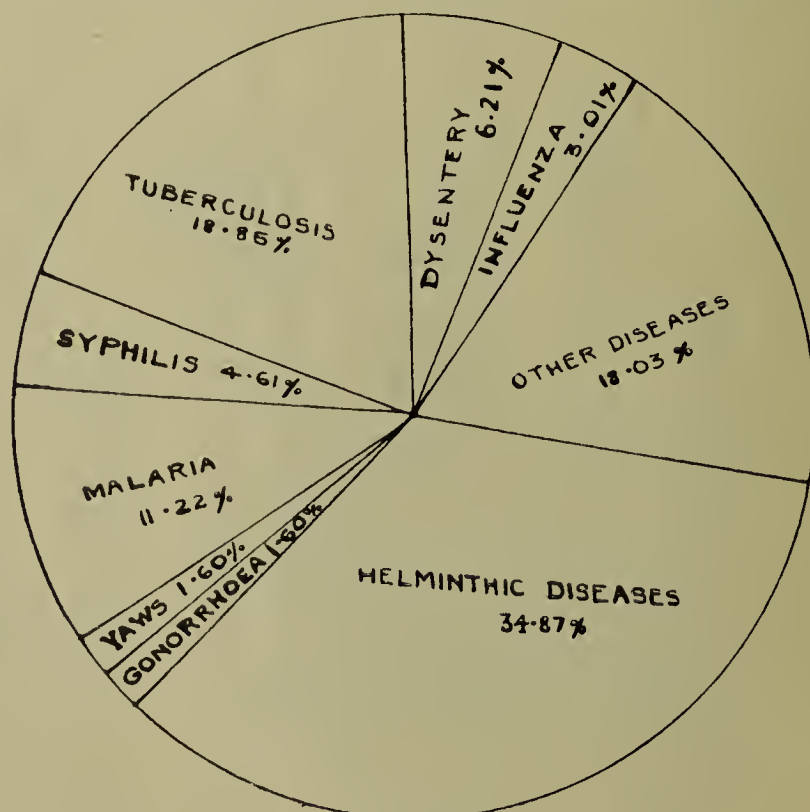 DYSENTERY
6·21%
INFLUENZA
3·01%
TUBERCULOSIS
18·85%
OTHER DISEASES
18·03 %
SYPHILIS 4·61%
MALARIA
11·22%
YAWS 1·60%
GONORRHOEA 1·60%
HELMINTHIC DISEASES
34·87%